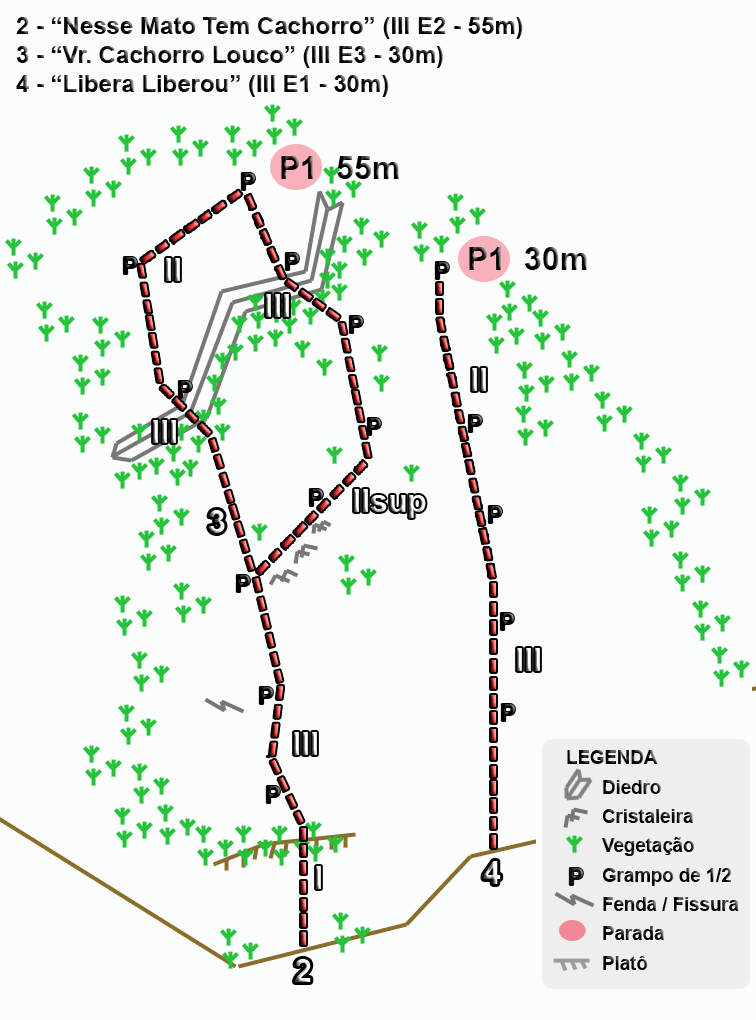 2 - “Nesse Mato Tem Cachorro” (III E2 - 55m)
3 - “Vr. Cachorro Louco” (III E3 - 30m)
4 - “Libera Liberou” (III E1 - 30m)
P1 55m
P
P1 30m
P
P II
P
III
P
P
II
P
III
P
P
IIsup
P
3
P
P
P
III
P
P
III
P
LEGENDA
Diedro
Cristaleira
Vegetação
P Grampo de 1/2
Fenda / Fissura
Parada
Platô
I
4
2